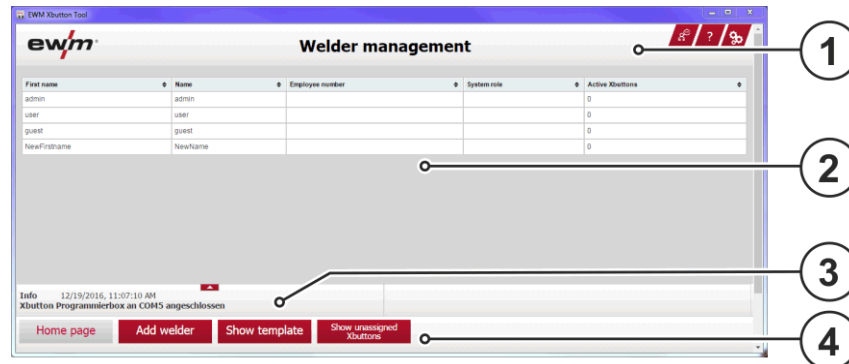 EWM Xbutton Tool
ewm
Welder management
?
1
First name Name Employee number System role Active Xbuttons
admin admin 0
user user 0
guest guest 0
NewFirstname NewName 0
2
3
Info 12/19/2016, 11:07:10 AM
Xbutton Programmierbox an COM5 angeschlossen
Home page Add welder Show template Show unassigned
Xbuttons
4